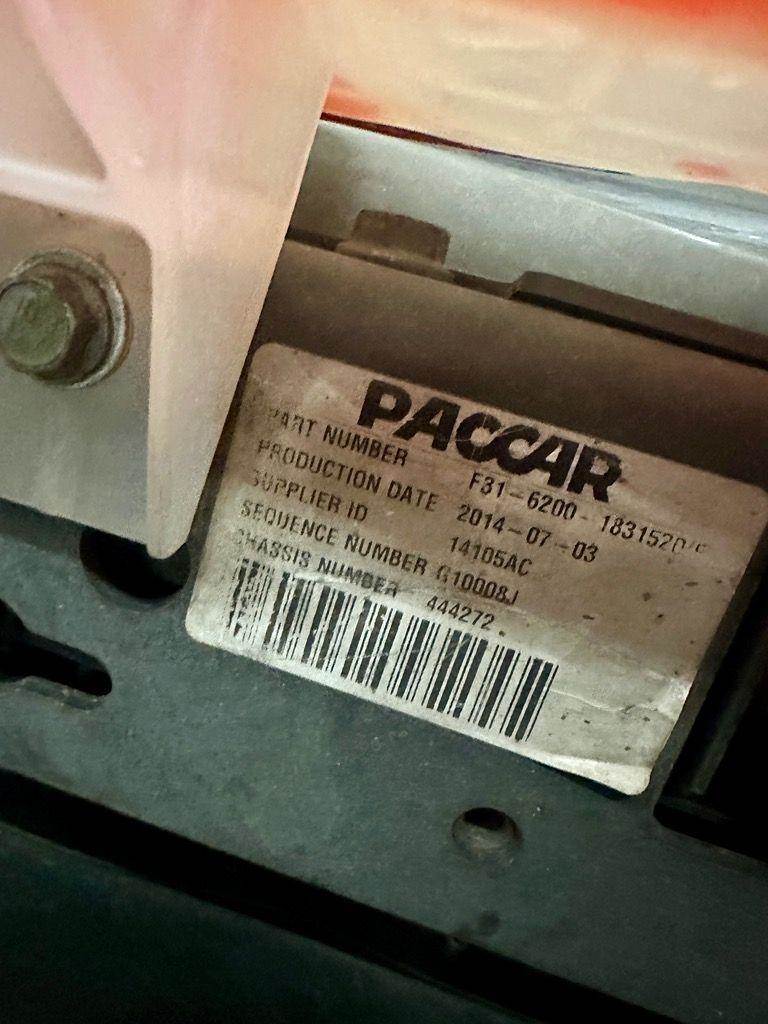 PACCAR
PART NUMBER F31-6200-183152
PRODUCTION DATE 2014-07-03
SUPPLIER ID 14105AC
SEQUENCE NUMBER G10008J
CHASSIS NUMBER 444272